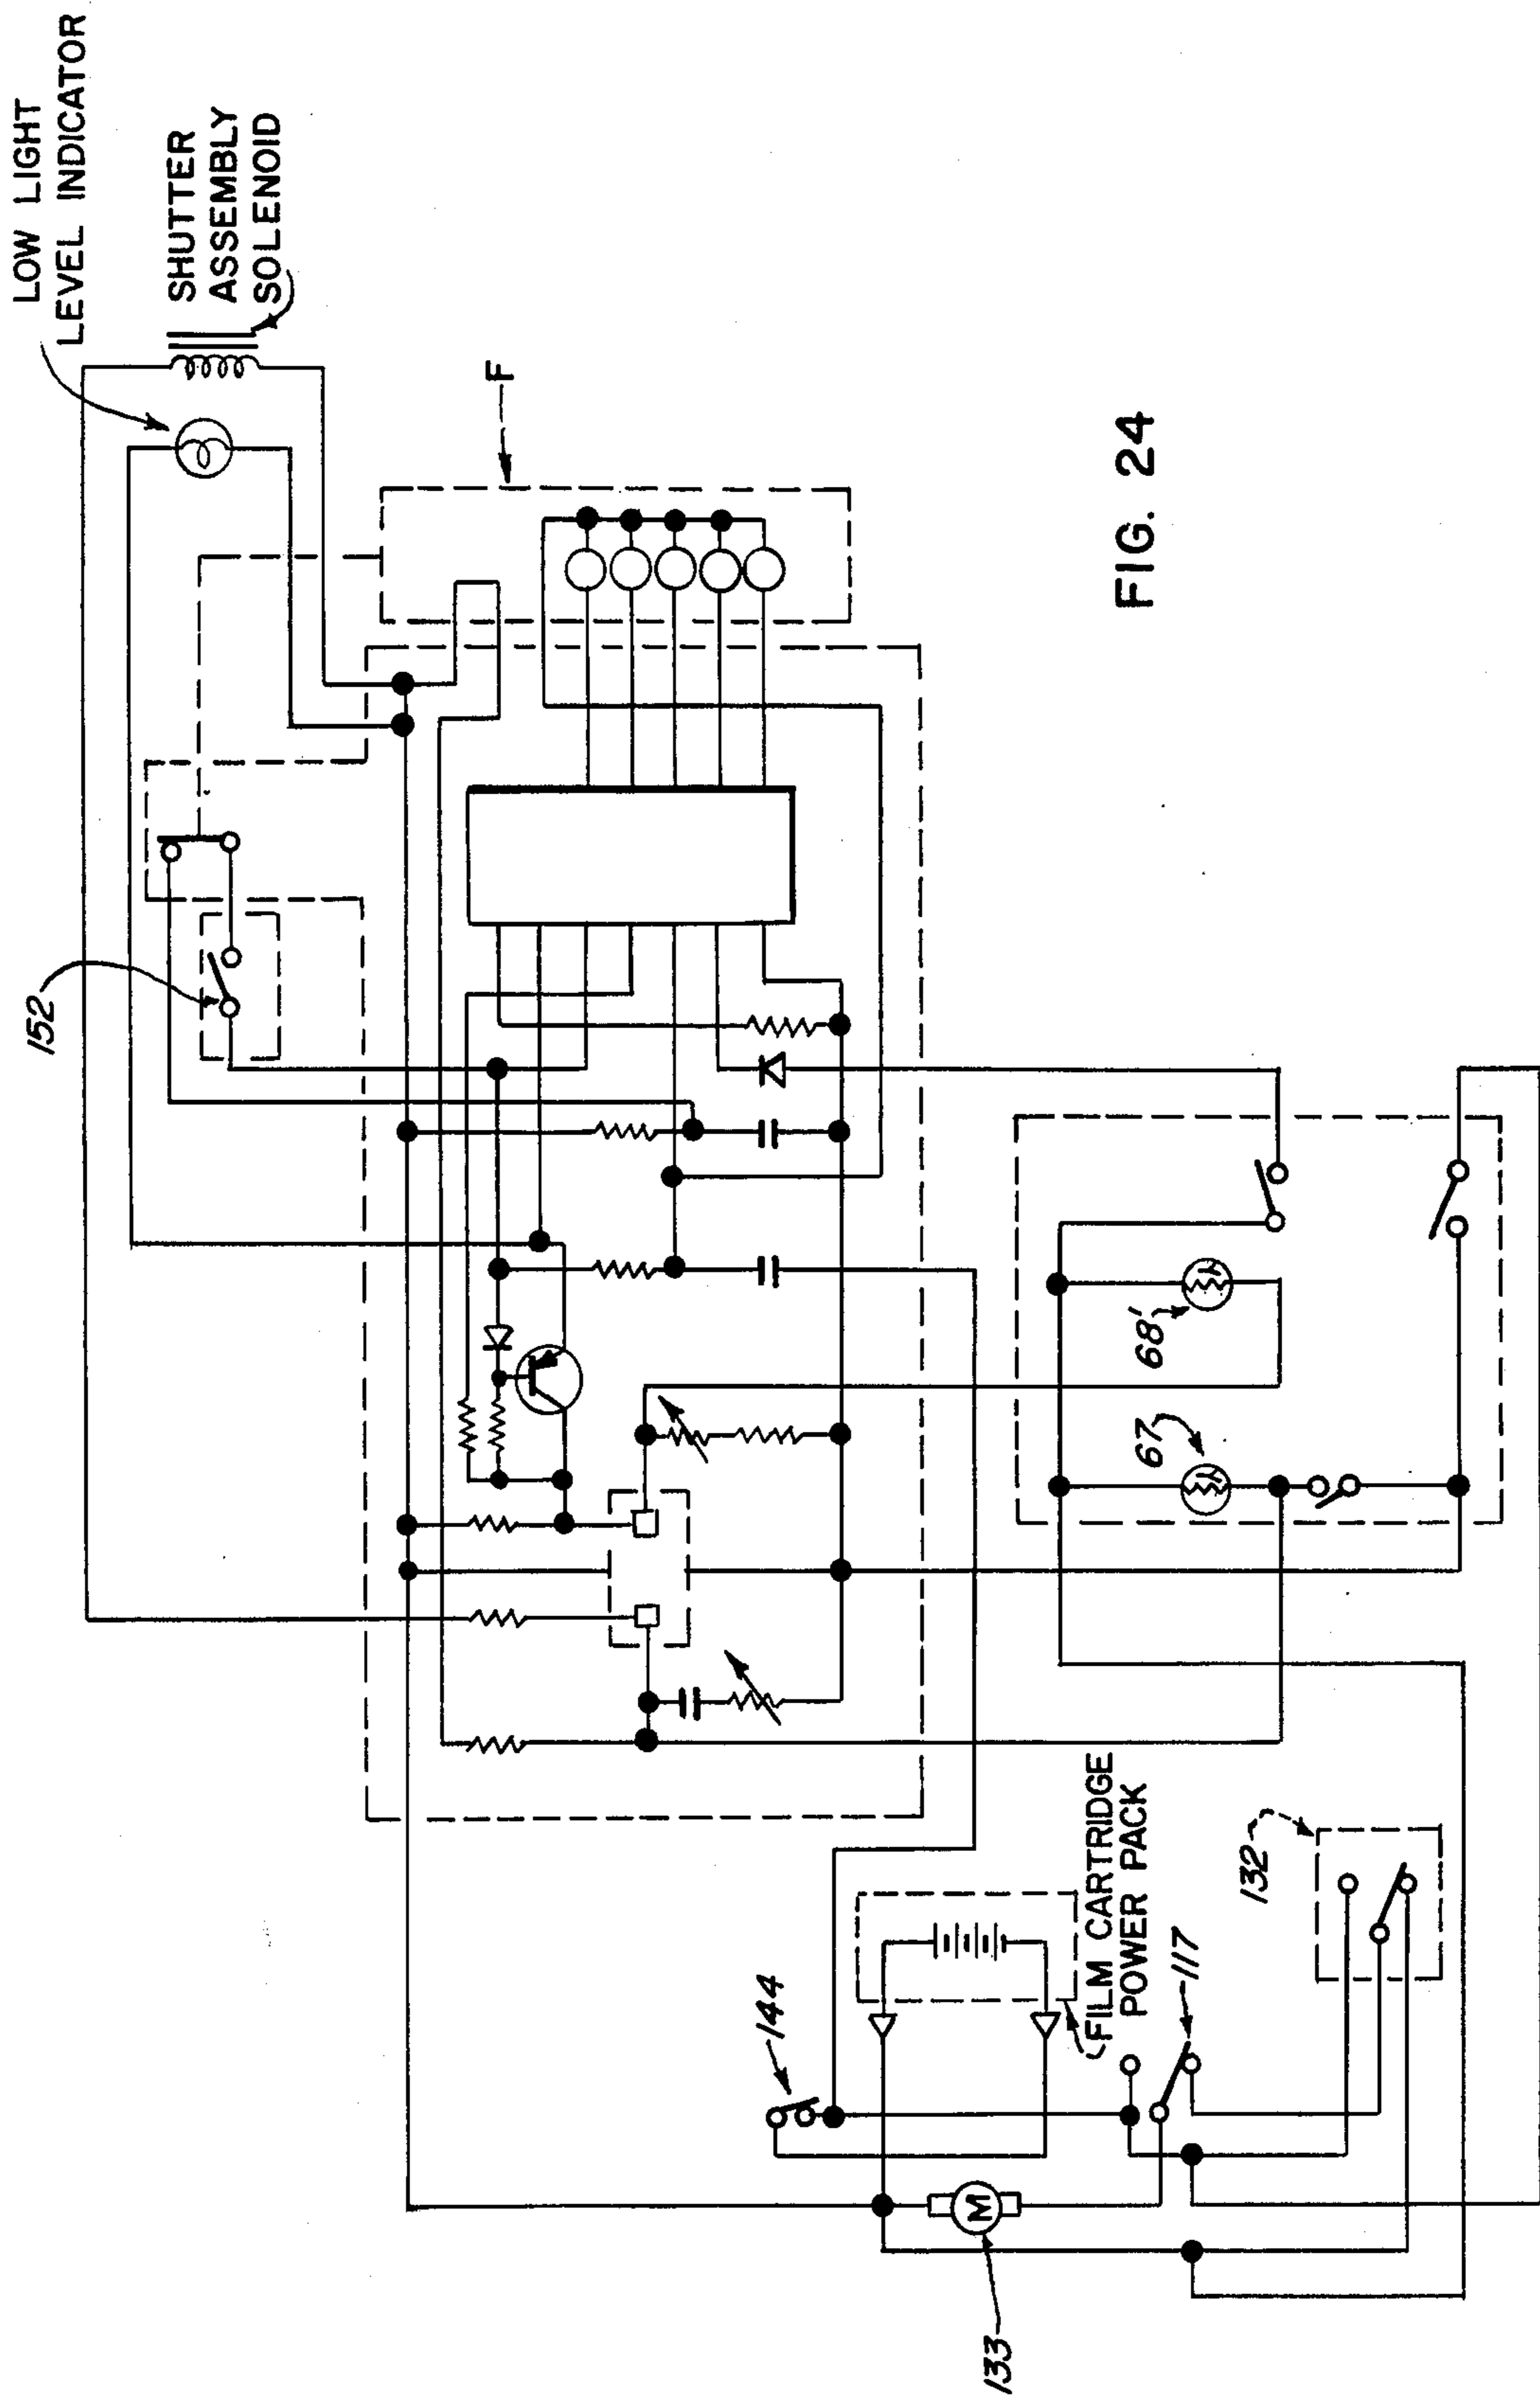 LOW LIGHT
LEVEL INDICATOR
SHUTTER
ASSEMBLY
SOLENOID
152
F
FIG. 24
68'
67
144
FILM CARTRIDGE
POWER PACK
132
117
M
133